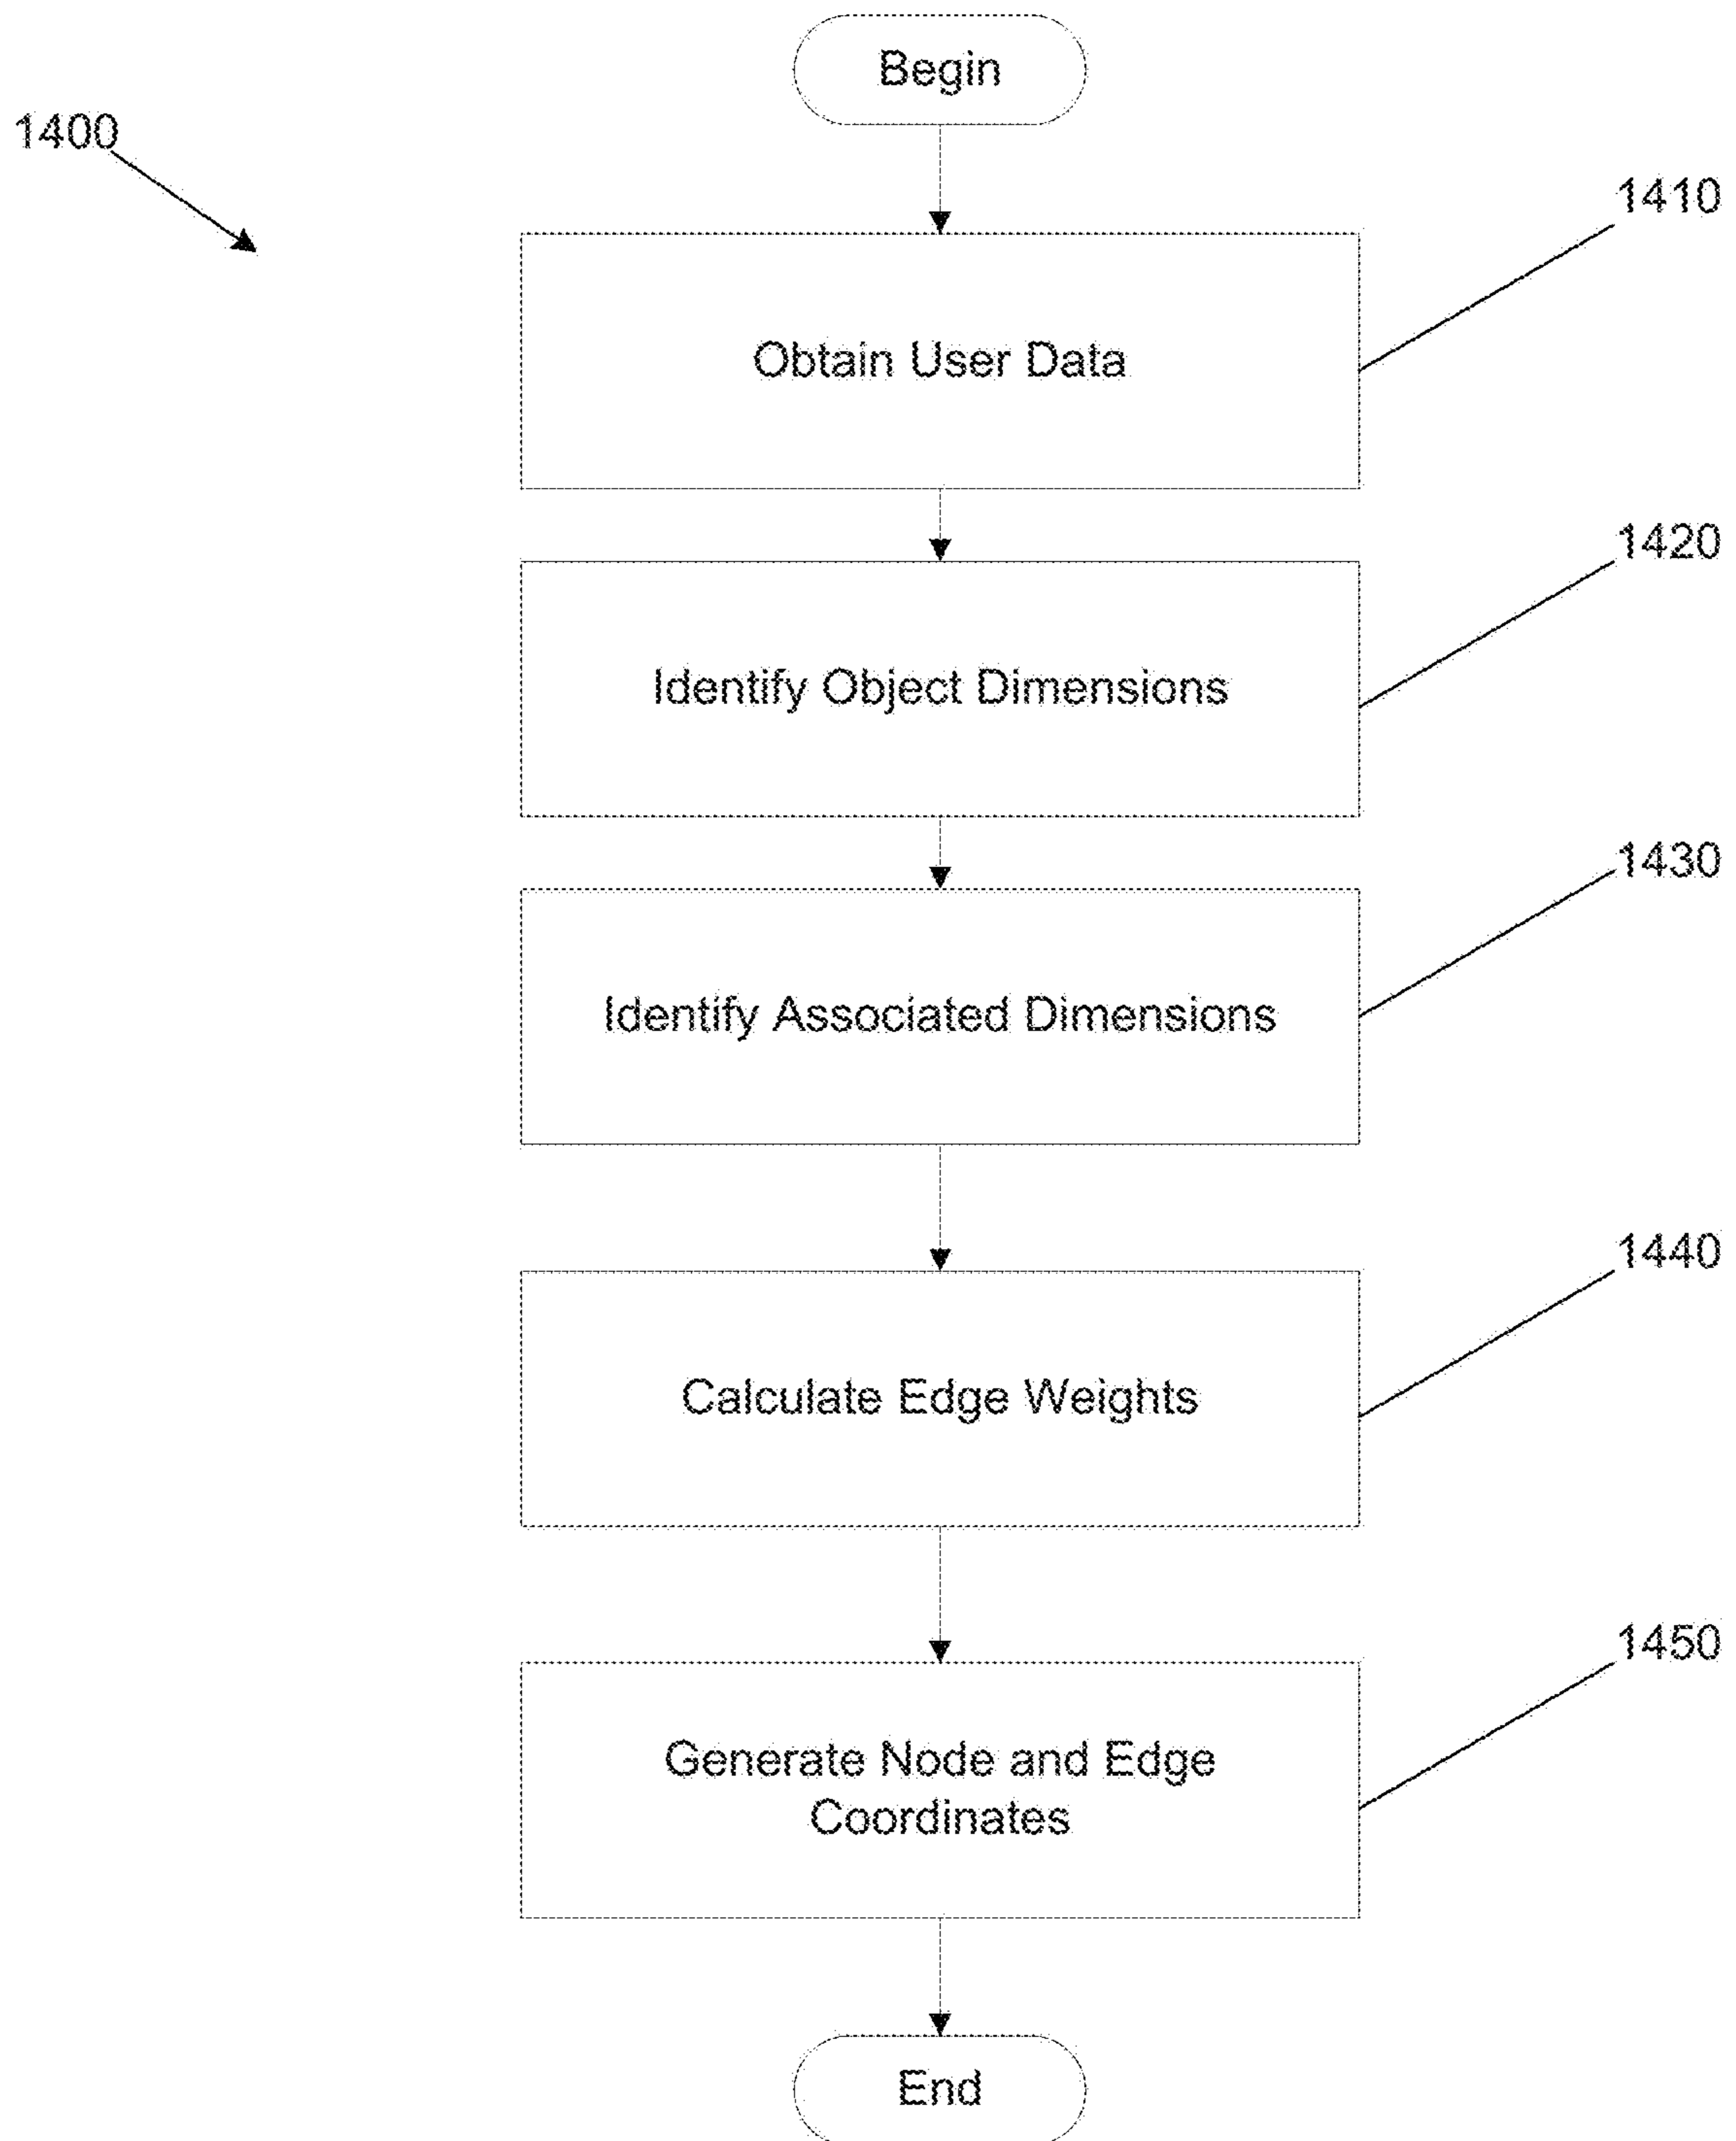 Begin
1400
1410
Obtain User Data
1420
Identify Object Dimensions
1430
Identify Associated Dimensions
1440
Calculate Edge Weights
1450
Generate Node and Edge
Coordinates
End